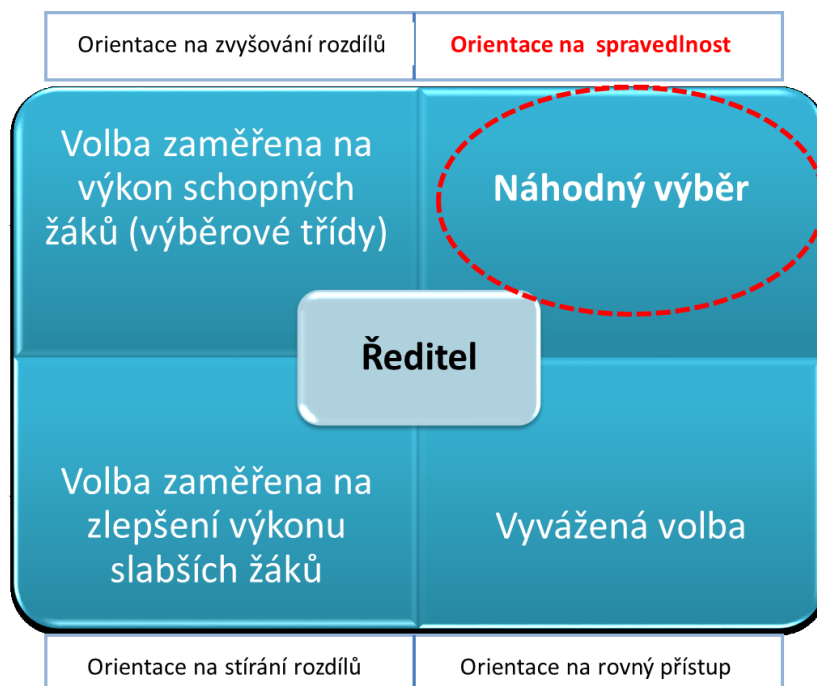 Orientace na zvyšování rozdílů
Orientace na spravedlnost
Volba zaměřena na
výkon schopných
žáků (výběrové třídy)
Náhodný výběr
Ředitel
Volba zaměřena na
zlepšení výkonu
slabších žáků
Vyvážená volba
Orientace na stírání rozdílů
Orientace na rovný přístup